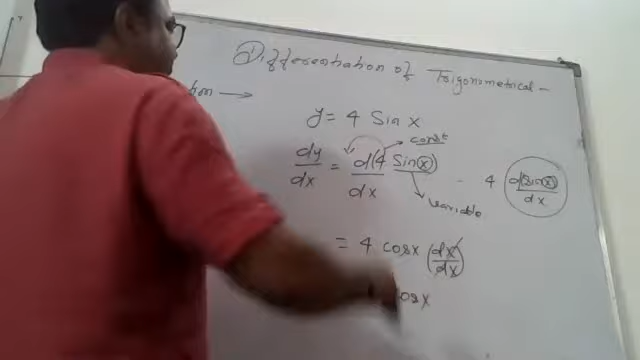 Differentiation of Trigonometrical -
y = 4 Sin x
const
dy/dx = d(4 Sin(x))/dx - 4 d(Sin(x))/dx
variable
= 4 cosx (dx/dx)
cosx